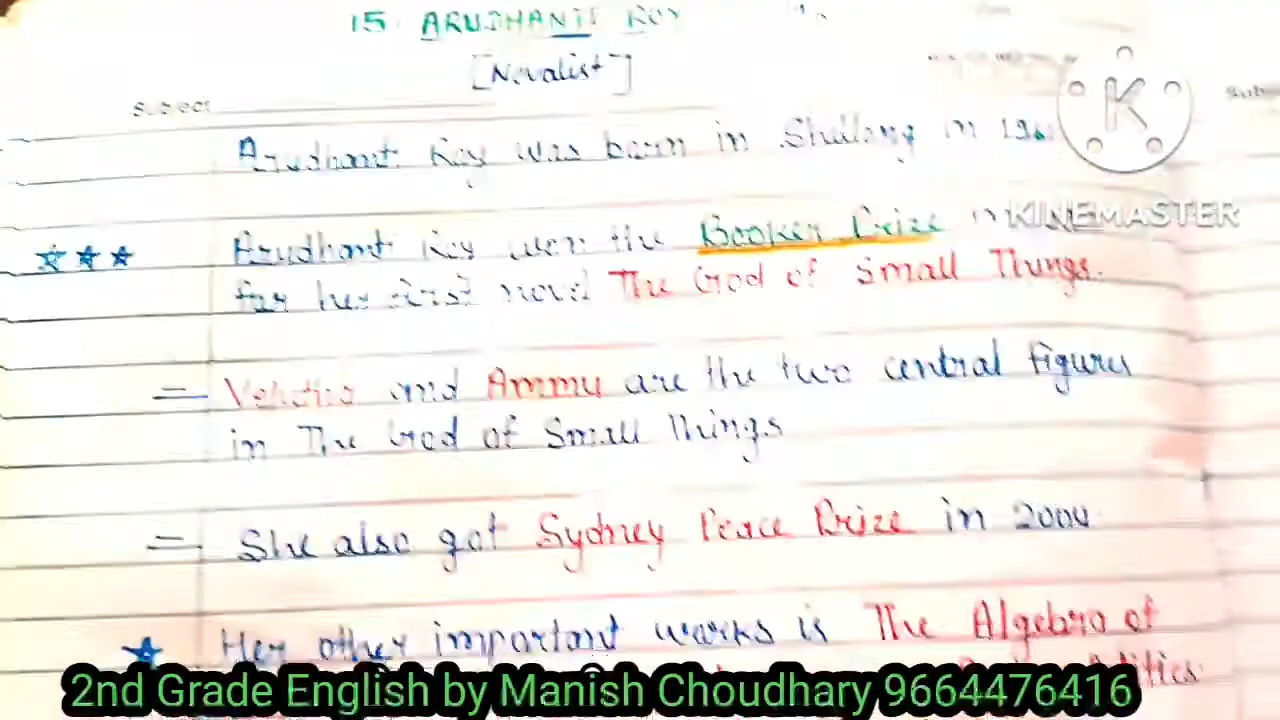 15. ARUDHANTI ROY
[Novalist]
Subject
Arudhanti Roy was born in Shillong in 196
Arudhanti Roy won the Booker Prize in KINEMASTER
for her first novel The God of Small Things.
= Velutha and Ammu are the two central figures
in The God of Small Things
= She also got Sydney Peace Prize in 2004
Her other important works is The Algebra of
2nd Grade English by Manish Choudhary 9664476416